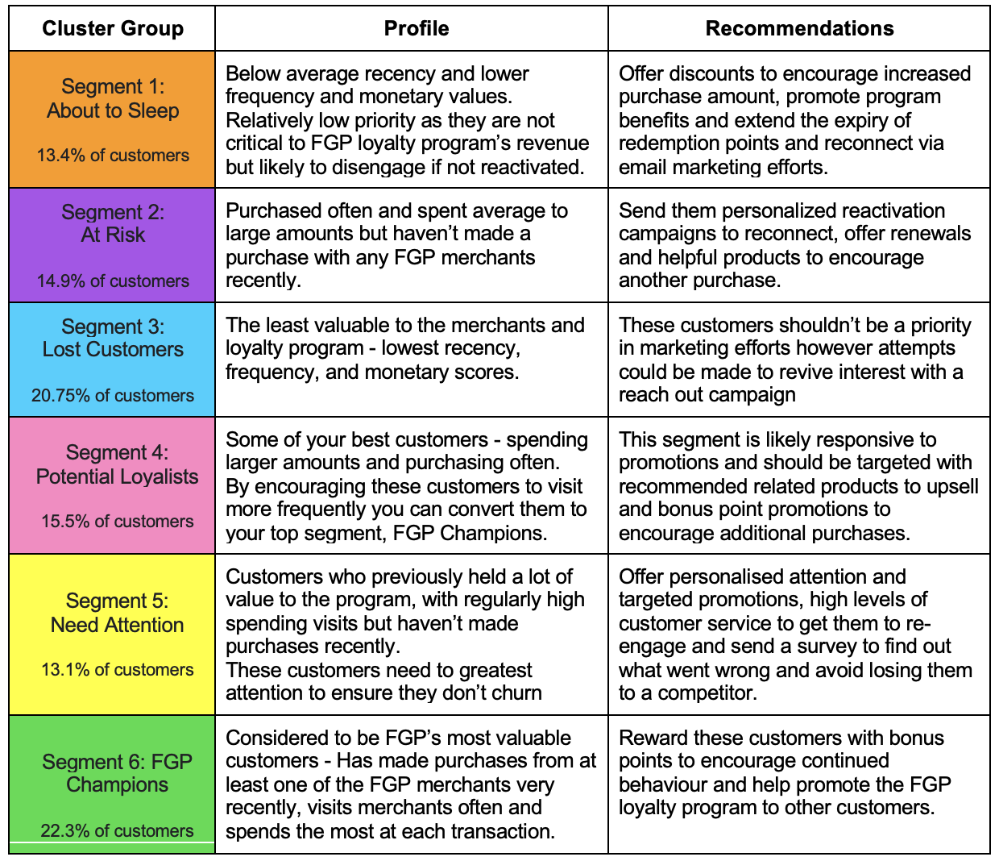 Cluster Group
Profile
Recommendations
Segment 1:
About to Sleep
13.4% of customers
Below average recency and lower
frequency and monetary values.
Relatively low priority as they are not
critical to FGP loyalty program's revenue
but likely to disengage if not reactivated.
Offer discounts to encourage increased
purchase amount, promote program
benefits and extend the expiry of
redemption points and reconnect via
email marketing efforts.
Segment 2:
At Risk
14.9% of customers
Purchased often and spent average to
large amounts but haven't made a
purchase with any FGP merchants
recently.
Send them personalized reactivation
campaigns to reconnect, offer renewals
and helpful products to encourage
another purchase.
Segment 3:
Lost Customers
20.75% of customers
The least valuable to the merchants and
loyalty program - lowest recency,
frequency, and monetary scores.
These customers shouldn't be a priority
in marketing efforts however attempts
could be made to revive interest with a
reach out campaign
Segment 4:
Potential Loyalists
15.5% of customers
Some of your best customers - spending
larger amounts and purchasing often.
By encouraging these customers to visit
more frequently you can convert them to
your top segment, FGP Champions.
This segment is likely responsive to
promotions and should be targeted with
recommended related products to upsell
and bonus point promotions to
encourage additional purchases.
Segment 5:
Need Attention
13.1% of customers
Customers who previously held a lot of
value to the program, with regularly high
spending visits but haven't made
purchases recently.
These customers need to greatest
attention to ensure they don't churn
Offer personalised attention and
targeted promotions, high levels of
customer service to get them to re-
engage and send a survey to find out
what went wrong and avoid losing them
to a competitor.
Segment 6: FGP
Champions
22.3% of customers
Considered to be FGP's most valuable
customers - Has made purchases from at
least one of the FGP merchants very
recently, visits merchants often and
spends the most at each transaction.
Reward these customers with bonus
points to encourage continued
behaviour and help promote the FGP
loyalty program to other customers.